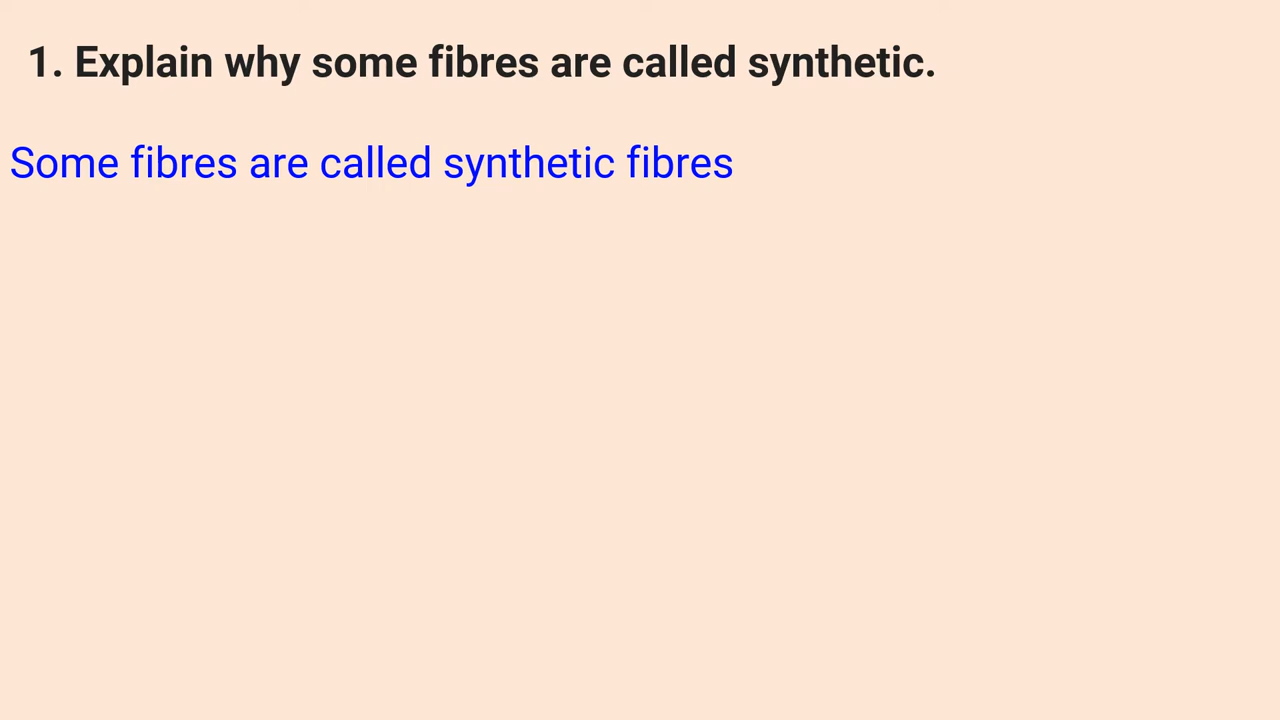 1. Explain why some fibres are called synthetic.
Some fibres are called synthetic fibres